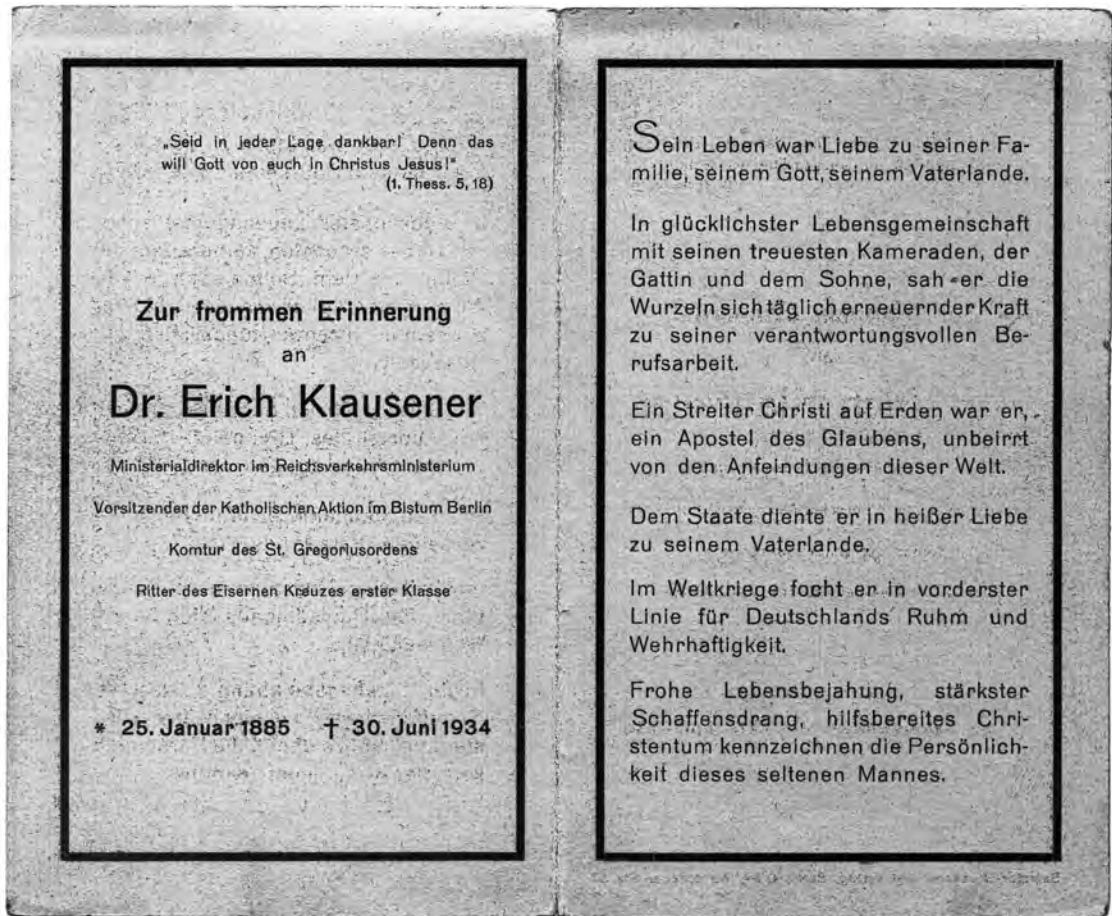 „Seid in jeder Lage dankbar! Denn das
will Gott von euch in Christus Jesus!“
(1. Thess. 5, 18)
Zur frommen Erinnerung
an
Dr. Erich Klausener
Ministerialdirektor im Reichsverkehrsministerium
Vorsitzender der Katholischen Aktion im Bistum Berlin
Komtur des St. Gregoriusordens
Ritter des Eisernen Kreuzes erster Klasse
* 25. Januar 1885 † 30. Juni 1934
Sein Leben war Liebe zu seiner Fa-
milie, seinem Gott, seinem Vaterlande.
In glücklichster Lebensgemeinschaft
mit seinen treuesten Kameraden, der
Gattin und dem Sohne, sah er die
Wurzeln sich täglich erneuernder Kraft
zu seiner verantwortungsvollen Be-
rufsarbeit.
Ein Streiter Christi auf Erden war er,
ein Apostel des Glaubens, unbeirrt
von den Anfeindungen dieser Welt.
Dem Staate diente er in heißer Liebe
zu seinem Vaterlande.
Im Weltkriege focht er in vorderster
Linie für Deutschlands Ruhm und
Wehrhaftigkeit.
Frohe Lebensbejahung, stärkster
Schaffensdrang, hilfsbereites Chri-
stentum kennzeichnen die Persönlich-
keit dieses seltenen Mannes.